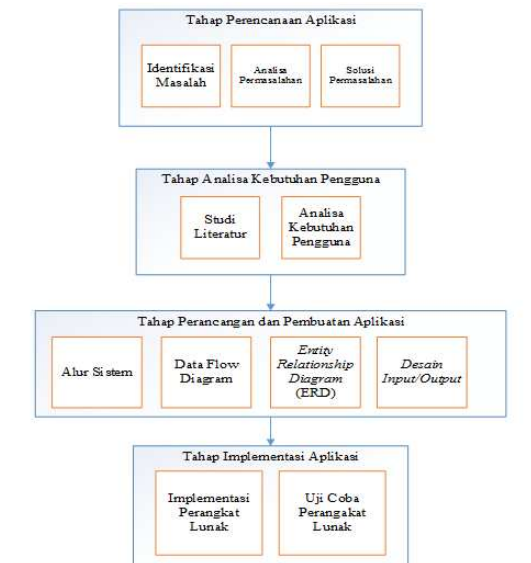 Tahap Perencanaan Aplikasi
Identifikasi
Masalah
Analisa
Permasalahan
Solusi
Permasalahan
Tahap Analisa Kebutuhan Pengguna
Studi
Literatur
Analisa
Kebutuhan
Pengguna
Tahap Perancangan dan Pembuatan Aplikasi
Alur Sistem
Data Flow
Diagram
Entity
Relationship
Diagram
(ERD)
Desain
Input/Output
Tahap Implementasi Aplikasi
Implementasi
Perangkat
Lunak
Uji Coba
Perangakat
Lunak